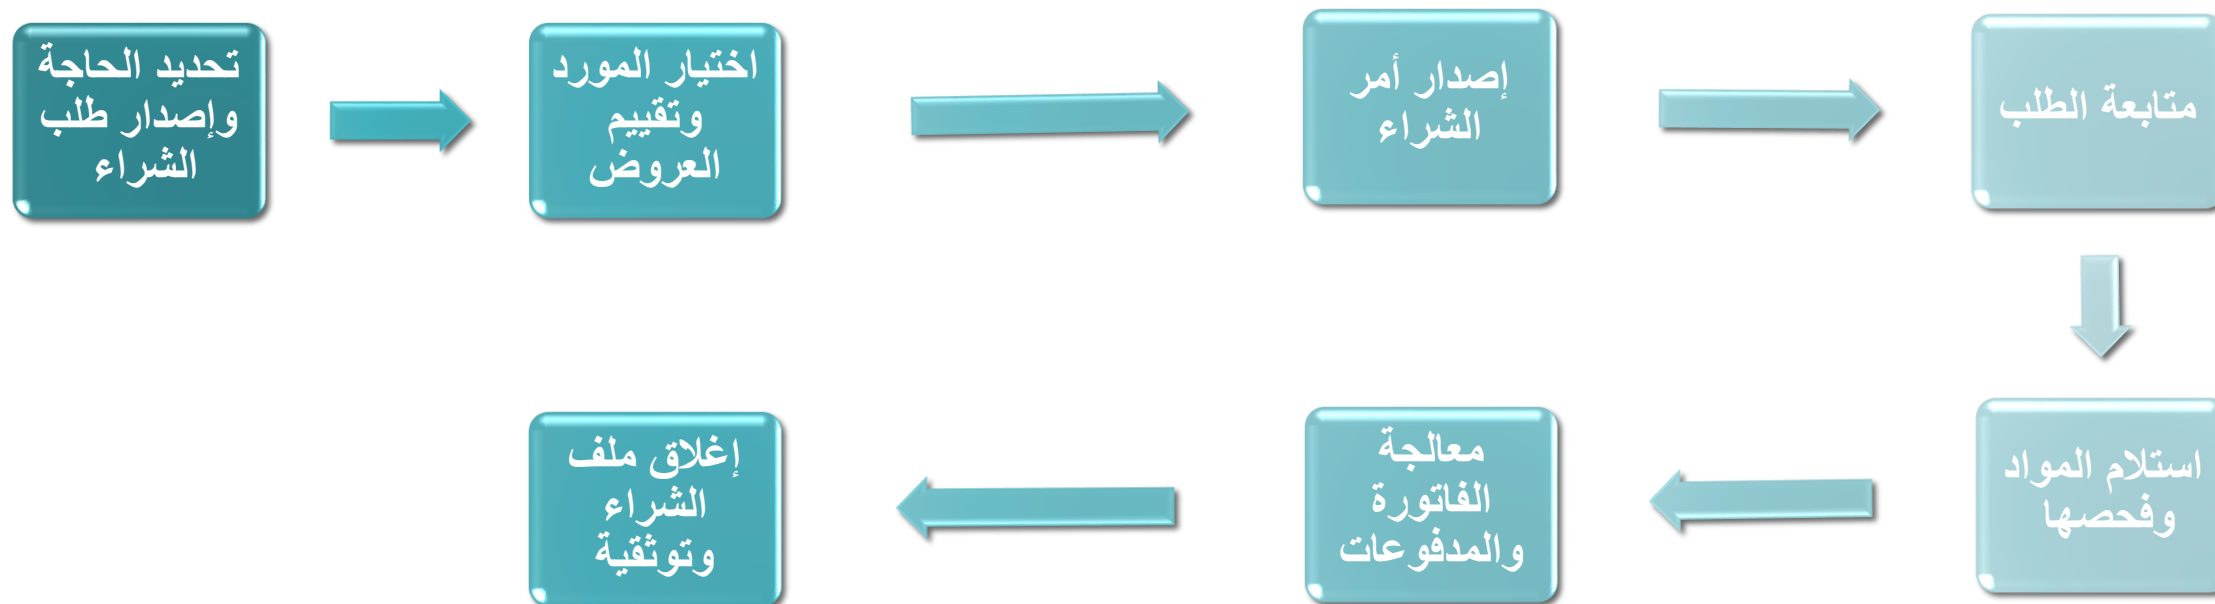 تحديد الحاجة
وإصدار طلب
الشراء
اختيار المورد
وتقييم
العروض
إصدار أمر
الشراء
متابعة الطلب
استلام المواد
وفحصها
معالجة
الفاتورة
والمدفوعات
إغلاق ملف
الشراء
وتوثقية